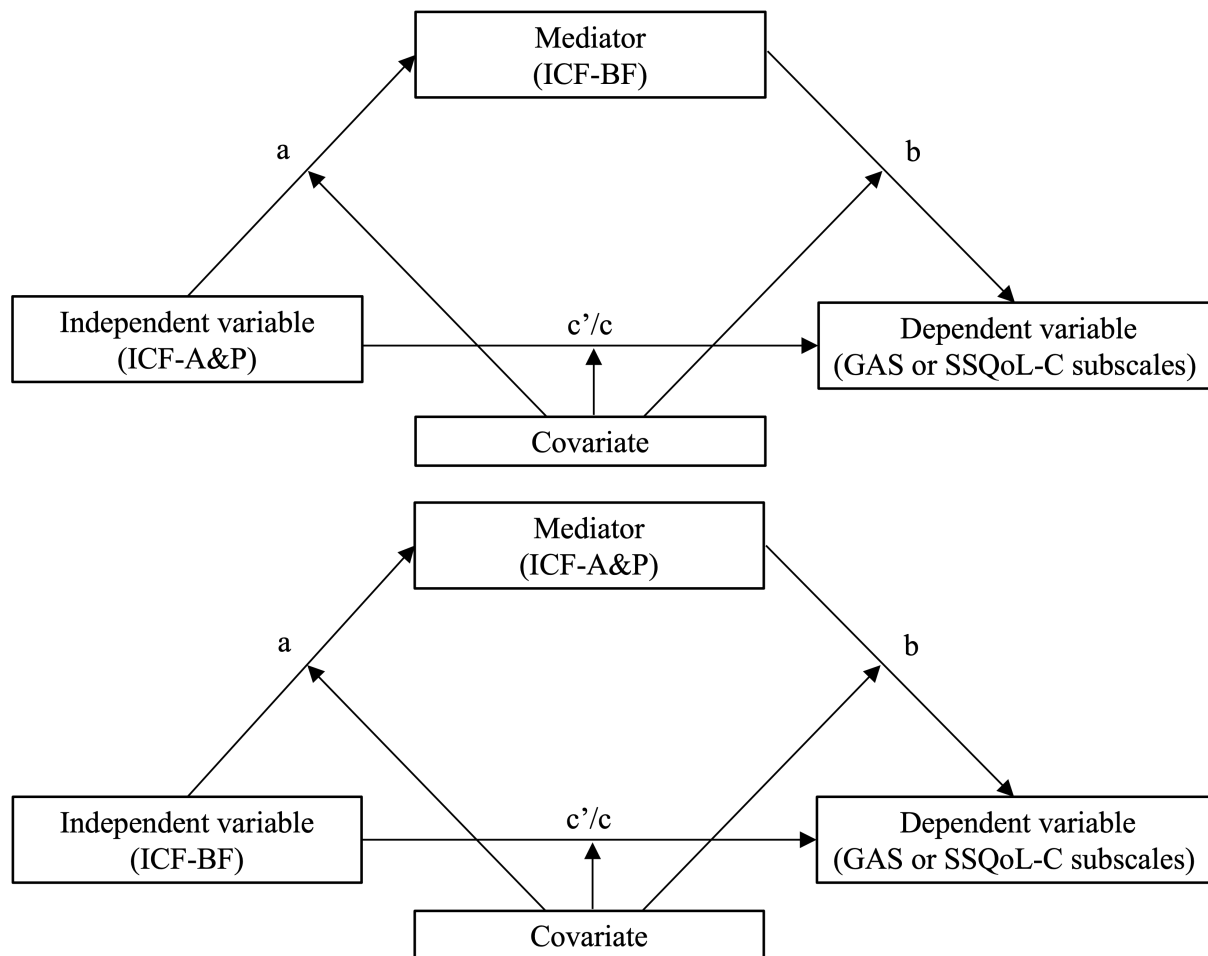 Mediator
(ICF-BF)
a
b
Independent variable
(ICF-A&P)
c’/c
Dependent variable
(GAS or SSQoL-C subscales)
Covariate
Mediator
(ICF-A&P)
a
b
Independent variable
(ICF-BF)
c’/c
Dependent variable
(GAS or SSQoL-C subscales)
Covariate